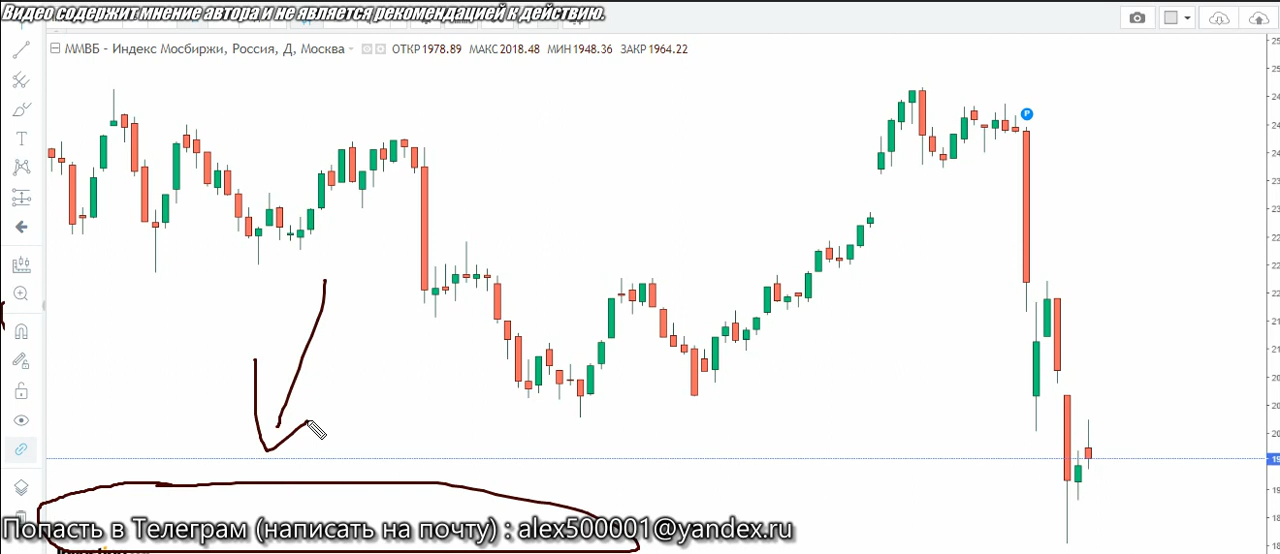 Видео содержит мнение автора и не является рекомендацией к действию.
ММВБ - Индекс Мосбиржи, Россия, Д, Москва ОТКР 1978.89 МАКС 2018.48 МИН 1948.36 ЗАКР 1964.22
P
Попасть в Телеграм (написать на почту) : alex500001@yandex.ru